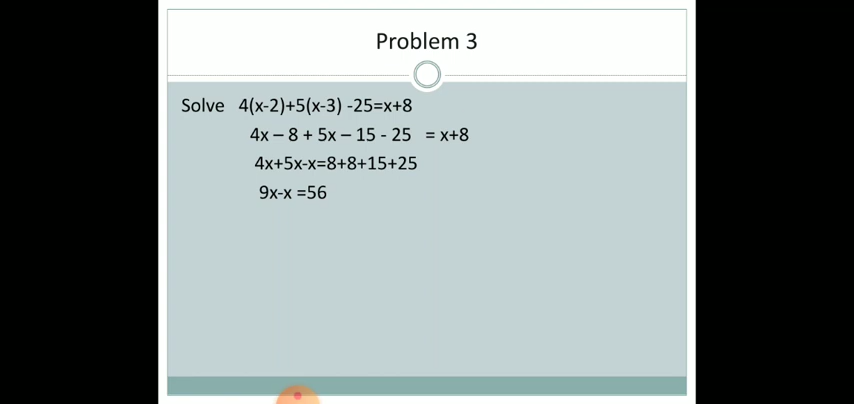 Problem 3
Solve 4(x-2)+5(x-3) -25=x+8
4x – 8 + 5x – 15 - 25 = x+8
4x+5x-x=8+8+15+25
9x-x =56